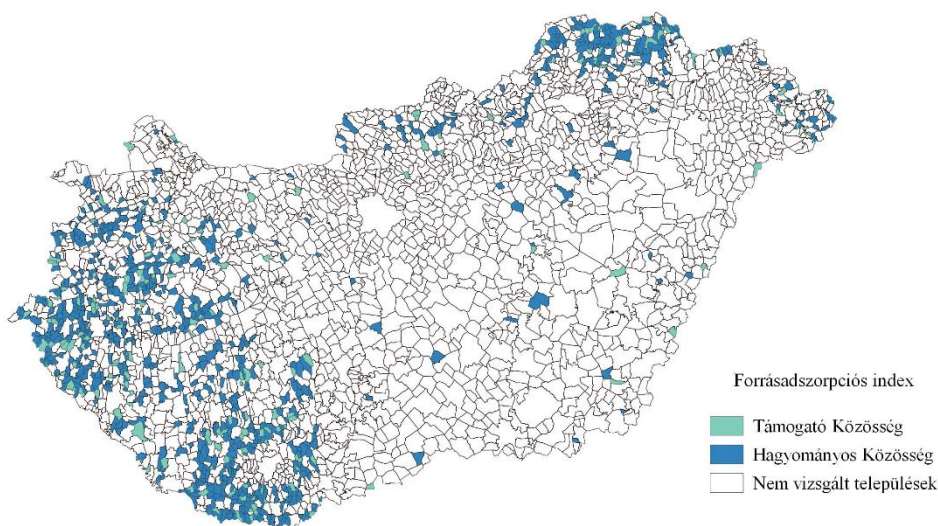 Forrásadszorpciós index
Támogató Közösség
Hagyományos Közösség
Nem vizsgált települések